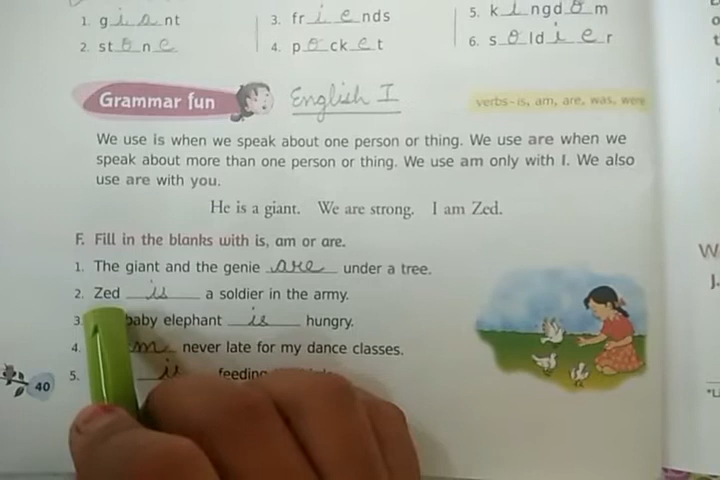 1. giant
3. friends
5. kingdom
2. stone
4. pocket
6. soldier
Grammar fun
English I
verbs-is, am, are, was, were
We use is when we speak about one person or thing. We use are when we
speak about more than one person or thing. We use am only with I. We also
use are with you.
He is a giant. We are strong. I am Zed.
F. Fill in the blanks with is, am or are.
1. The giant and the genie are under a tree.
2. Zed is a soldier in the army.
3. baby elephant is hungry.
4. never late for my dance classes.
5. is feeding
40